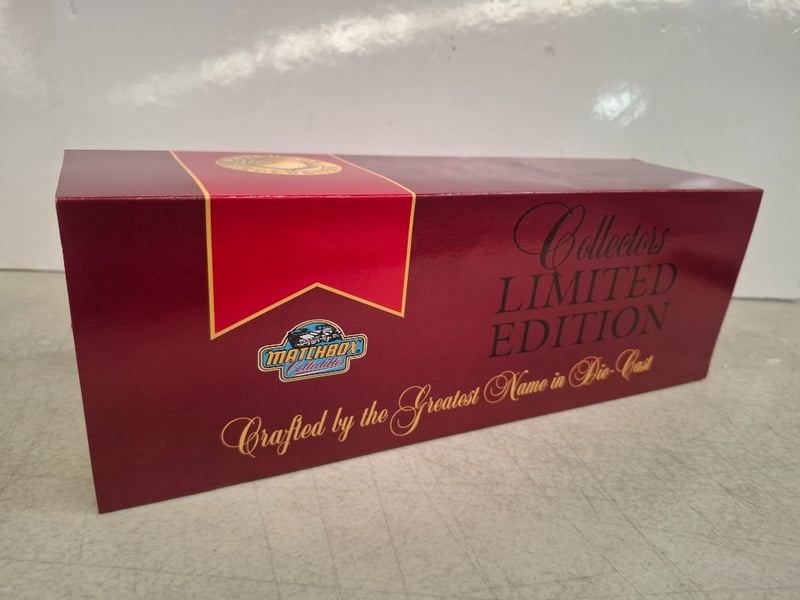 Collectors
LIMITED
EDITION
MATCHBOX
Collectibles
Crafted by the Greatest Name in Die-Cast